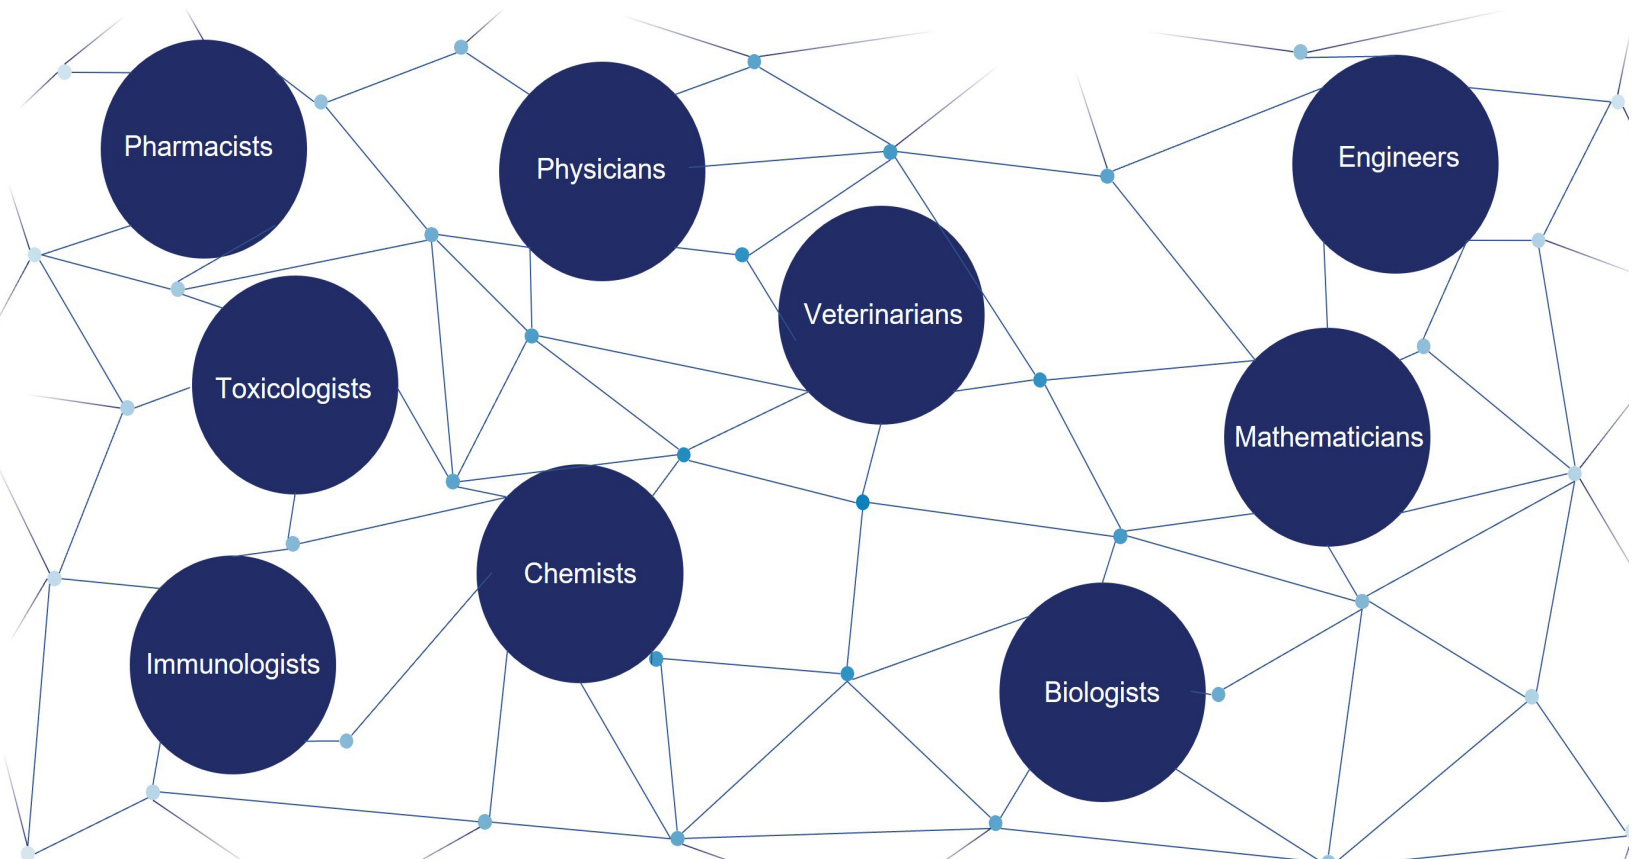 Pharmacists
Physicians
Engineers
Veterinarians
Toxicologists
Mathematicians
Chemists
Immunologists
Biologists